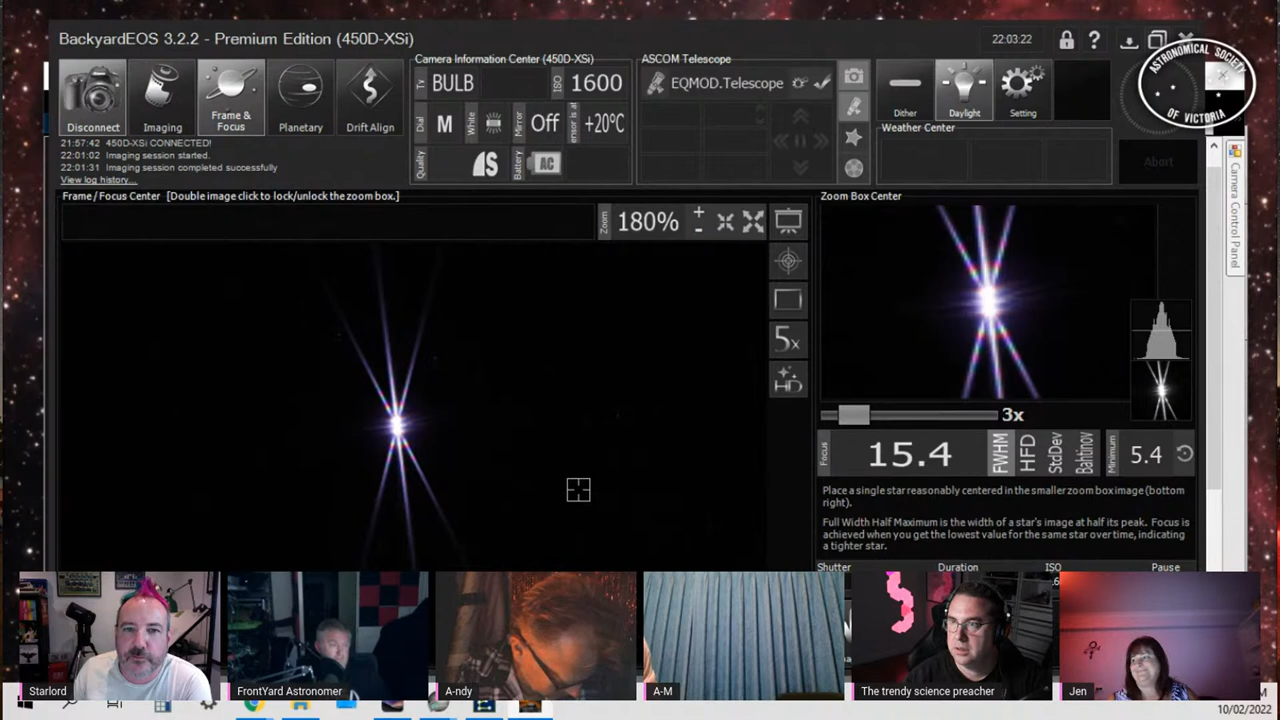 BackyardEOS 3.2.2 - Premium Edition (450D-XSi)
22:03:22
ASTRONOMICAL SOCIETY
OF VICTORIA
Disconnect
Imaging
Frame & Focus
Planetary
Drift Align
Camera Information Center (450D-XSi)
Tv
BULB
ISO
1600
Dial
M
White
Mirror
Off
+20°C
Quality
S
Battery
AC
ASCOM Telescope
EQMOD.Telescope
Dither
Daylight
Setting
Weather Center
Abort
21:57:42 450D-XSi CONNECTED!
22:01:02 Imaging session started.
22:01:31 Imaging session completed successfully
View log history...
Camera Control Panel
Frame / Focus Center [Double image click to lock/unlock the zoom box.]
Zoom
180%
+
-
5x
HD
Zoom Box Center
3x
Focus
15.4
FWHM
HFD
StdDev
Bahtinov
Minimum
5.4
Place a single star reasonably centered in the smaller zoom box image (bottom
right).
Full Width Half Maximum is the width of a star's image at half its peak. Focus is
achieved when you get the lowest value for the same star over time, indicating
a tighter star.
Shutter
Duration
ISO
Pause
Starlord
FrontYard Astronomer
A-ndy
A-M
The trendy science preacher
Jen
10/02/2022